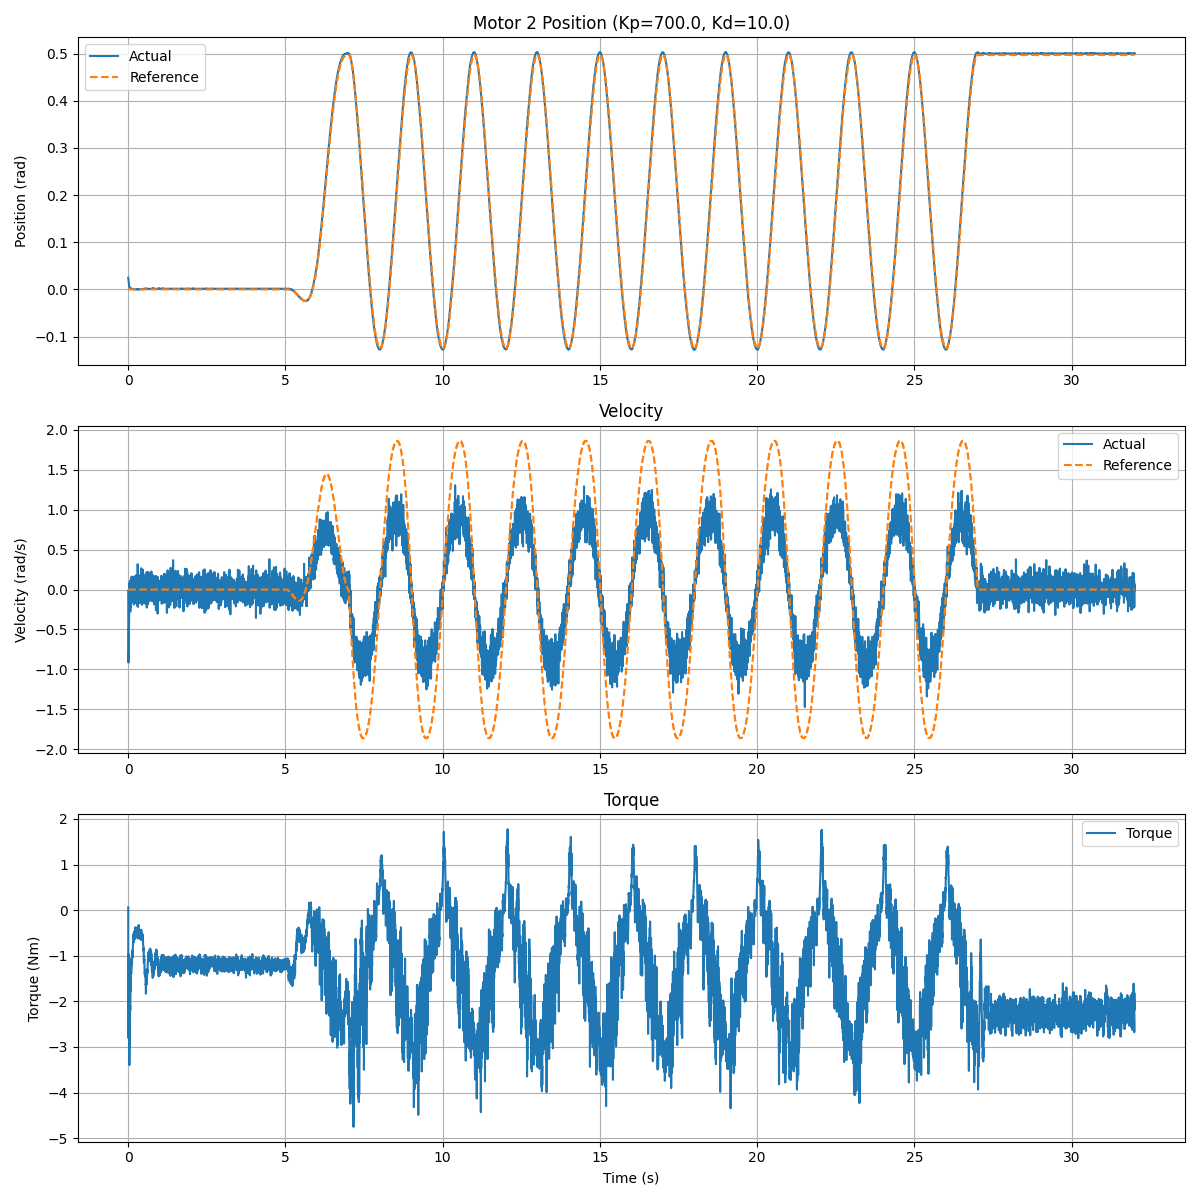 Motor 2 Position (Kp=700.0, Kd=10.0)
Actual
Reference
Position (rad)
0.5
0.4
0.3
0.2
0.1
0.0
−0.1
0 5 10 15 20 25 30
Velocity
Actual
Reference
Velocity (rad/s)
2.0
1.5
1.0
0.5
0.0
−0.5
−1.0
−1.5
−2.0
0 5 10 15 20 25 30
Torque
Torque
Torque (Nm)
2
1
0
−1
−2
−3
−4
−5
0 5 10 15 20 25 30
Time (s)